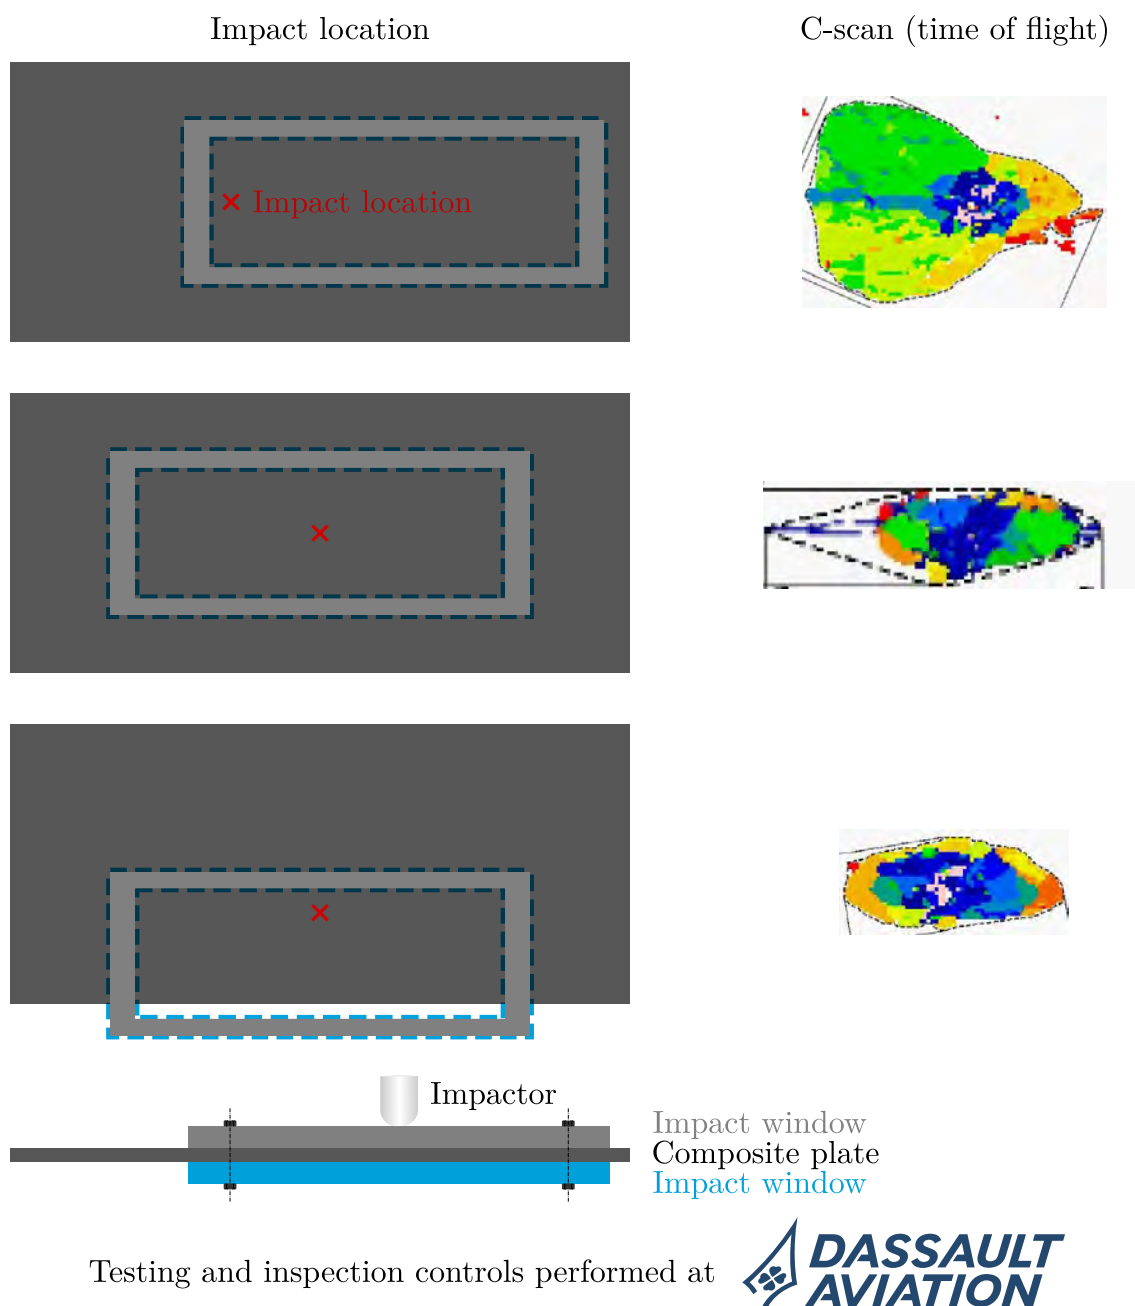 Impact location
C-scan (time of flight)
Impact location
Impactor
Impact window
Composite plate
Impact window
Testing and inspection controls performed at
DASSAULT
AVIATION